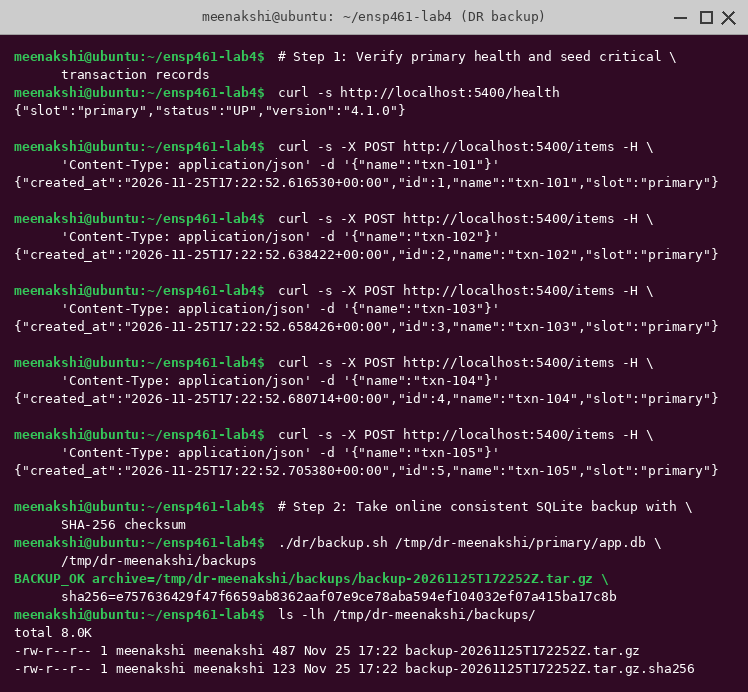 meenakshi@ubuntu: ~/ensp461-lab4 (DR backup)
meenakshi@ubuntu:~/ensp461-lab4$ # Step 1: Verify primary health and seed critical \
transaction records
meenakshi@ubuntu:~/ensp461-lab4$ curl -s http://localhost:5400/health
{"slot":"primary","status":"UP","version":"4.1.0"}
meenakshi@ubuntu:~/ensp461-lab4$ curl -s -X POST http://localhost:5400/items -H \
'Content-Type: application/json' -d '{"name":"txn-101"}'
{"created_at":"2026-11-25T17:22:52.616530+00:00","id":1,"name":"txn-101","slot":"primary"}
meenakshi@ubuntu:~/ensp461-lab4$ curl -s -X POST http://localhost:5400/items -H \
'Content-Type: application/json' -d '{"name":"txn-102"}'
{"created_at":"2026-11-25T17:22:52.638422+00:00","id":2,"name":"txn-102","slot":"primary"}
meenakshi@ubuntu:~/ensp461-lab4$ curl -s -X POST http://localhost:5400/items -H \
'Content-Type: application/json' -d '{"name":"txn-103"}'
{"created_at":"2026-11-25T17:22:52.658426+00:00","id":3,"name":"txn-103","slot":"primary"}
meenakshi@ubuntu:~/ensp461-lab4$ curl -s -X POST http://localhost:5400/items -H \
'Content-Type: application/json' -d '{"name":"txn-104"}'
{"created_at":"2026-11-25T17:22:52.680714+00:00","id":4,"name":"txn-104","slot":"primary"}
meenakshi@ubuntu:~/ensp461-lab4$ curl -s -X POST http://localhost:5400/items -H \
'Content-Type: application/json' -d '{"name":"txn-105"}'
{"created_at":"2026-11-25T17:22:52.705380+00:00","id":5,"name":"txn-105","slot":"primary"}
meenakshi@ubuntu:~/ensp461-lab4$ # Step 2: Take online consistent SQLite backup with \
SHA-256 checksum
meenakshi@ubuntu:~/ensp461-lab4$ ./dr/backup.sh /tmp/dr-meenakshi/primary/app.db \
/tmp/dr-meenakshi/backups
BACKUP_OK archive=/tmp/dr-meenakshi/backups/backup-20261125T172252Z.tar.gz \
sha256=e757636429f47f6659ab8362aaf07e9ce78aba594ef104032ef07a415ba17c8b
meenakshi@ubuntu:~/ensp461-lab4$ ls -lh /tmp/dr-meenakshi/backups/
total 8.0K
-rw-r--r-- 1 meenakshi meenakshi 487 Nov 25 17:22 backup-20261125T172252Z.tar.gz
-rw-r--r-- 1 meenakshi meenakshi 123 Nov 25 17:22 backup-20261125T172252Z.tar.gz.sha256